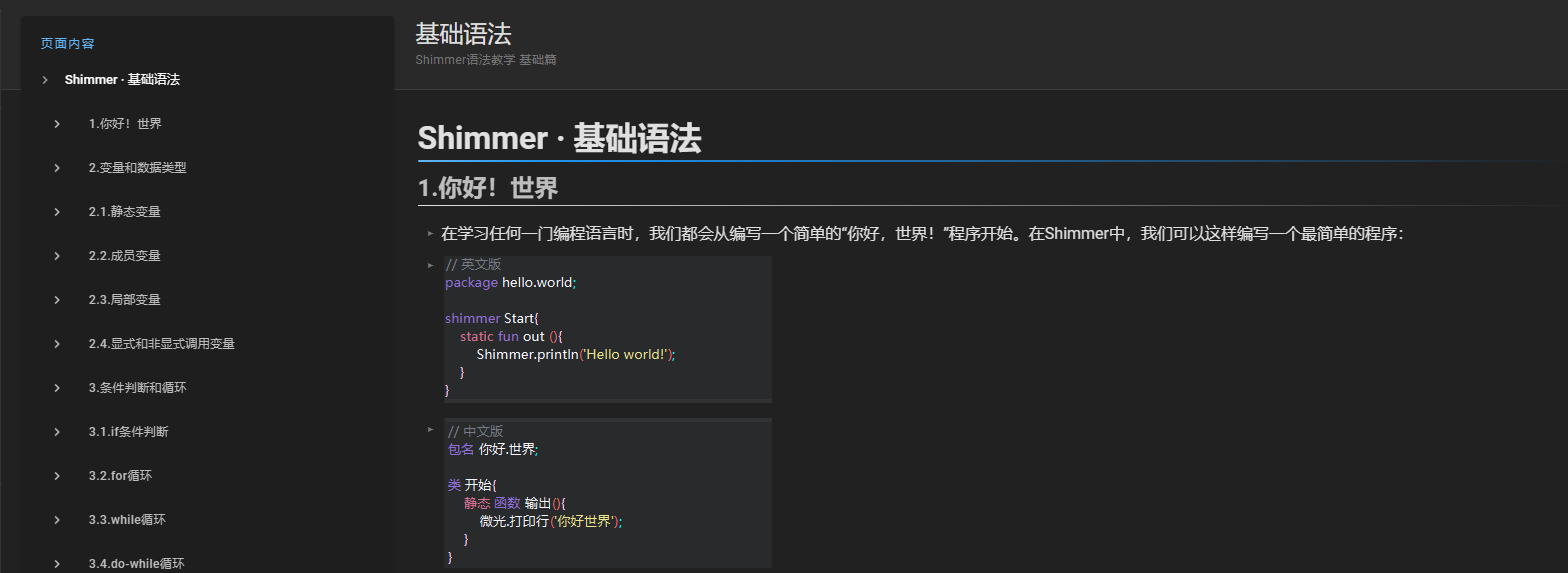 页面内容
Shimmer · 基础语法
1.你好！世界
2.变量和数据类型
2.1.静态变量
2.2.成员变量
2.3.局部变量
2.4.显式和非显式调用变量
3.条件判断和循环
3.1.if条件判断
3.2.for循环
3.3.while循环
3.4.do-while循环
基础语法
Shimmer语法教学 基础篇
Shimmer · 基础语法
1.你好！世界
在学习任何一门编程语言时，我们都会从编写一个简单的“你好，世界！”程序开始。在Shimmer中，我们可以这样编写一个最简单的程序：
// 英文版
package hello.world;
shimmer Start{
static fun out (){
Shimmer.println('Hello world!');
}
}
// 中文版
包名 你好.世界;
类 开始{
静态 函数 输出(){
微光.打印行('你好世界');
}
}